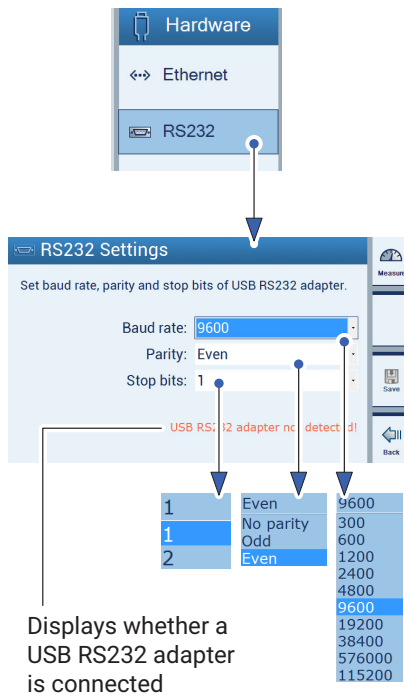 Hardware
Ethernet
RS232
RS232 Settings
Measure
Set baud rate, parity and stop bits of USB RS232 adapter.
Baud rate: 9600
Parity: Even
Stop bits: 1
Save
USB RS232 adapter not detected!
Back
1
1
2
Even
No parity
Odd
Even
9600
300
600
1200
2400
4800
9600
19200
38400
576000
115200
Displays whether a
USB RS232 adapter
is connected